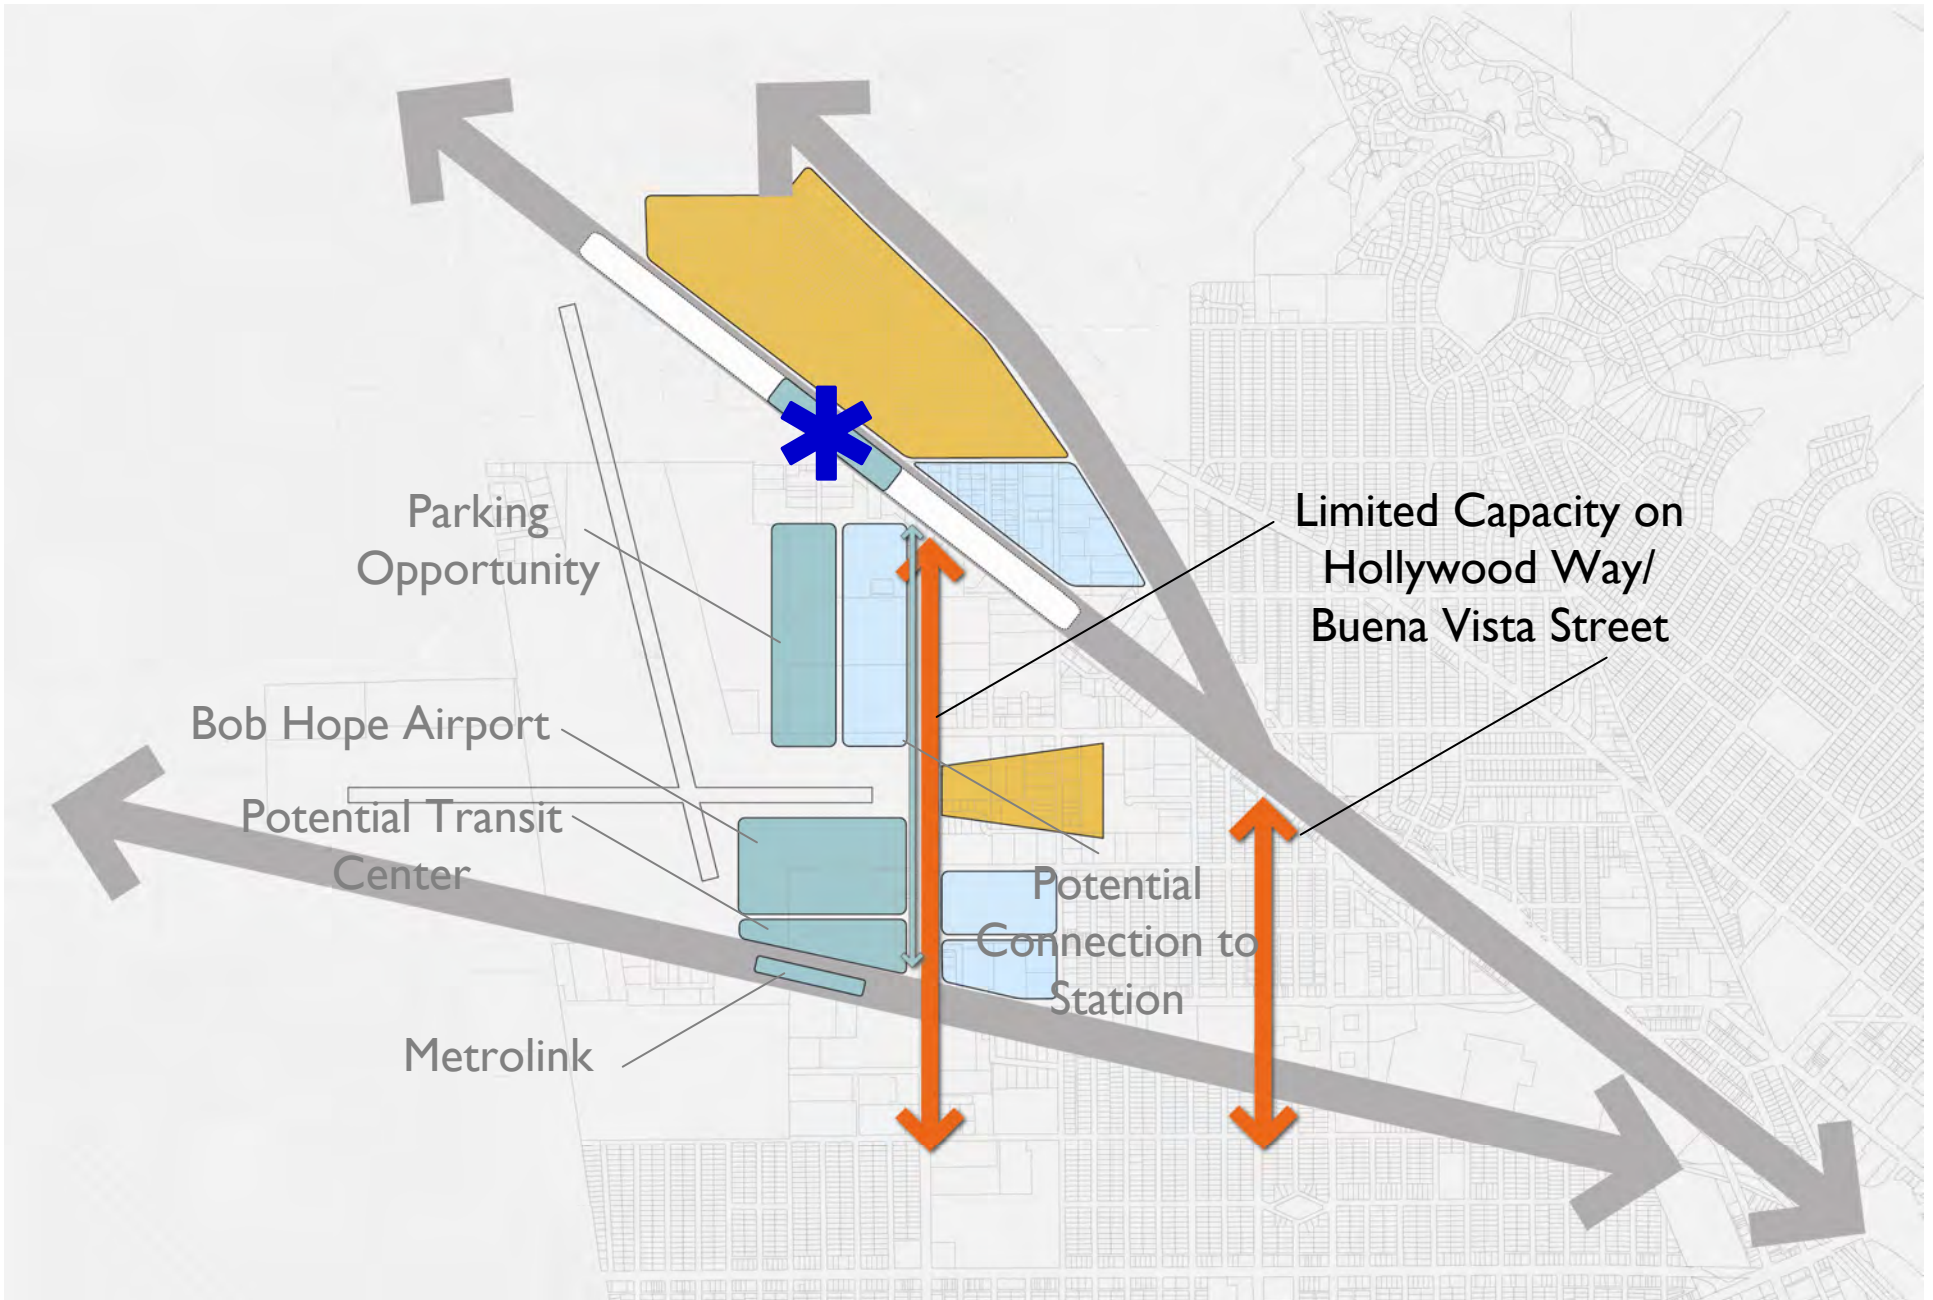 Parking
Opportunity
Limited Capacity on
Hollywood Way/
Buena Vista Street
Bob Hope Airport
Potential Transit
Center
Potential
Connection to
Station
Metrolink